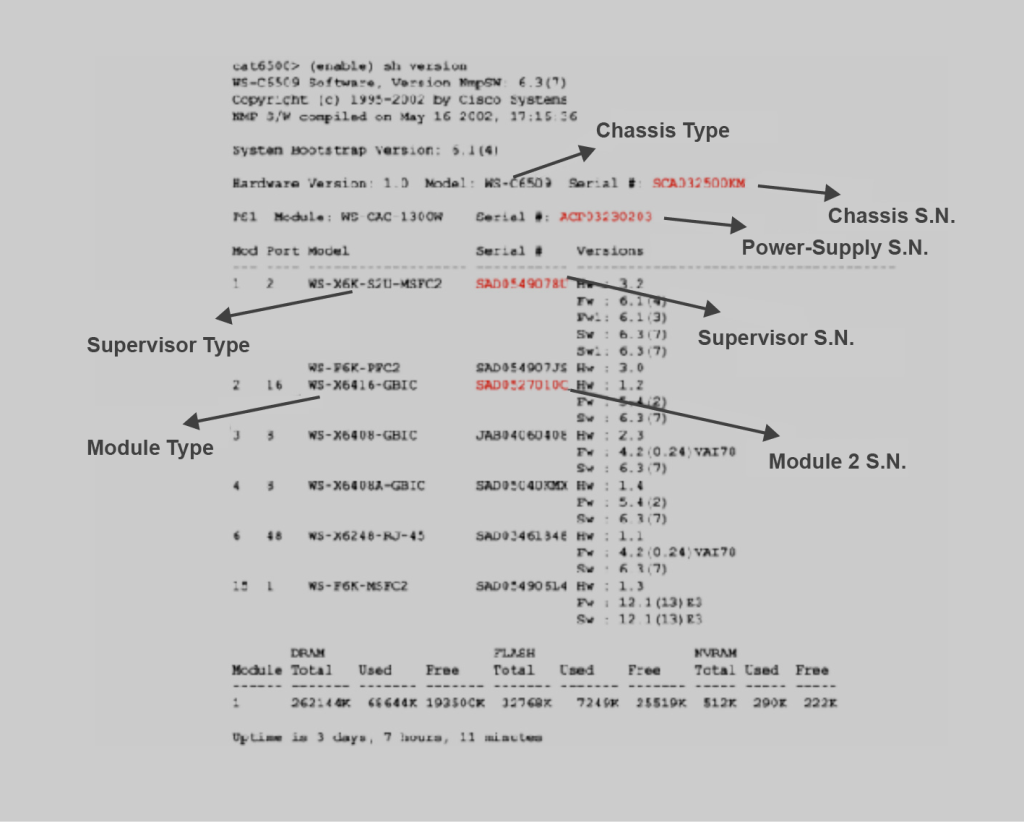 cat6500> (enable) sh version
WS-C6509 Software, Version NmpSW: 6.3(7)
Copyright (c) 1995-2002 by Cisco Systems
NMP S/W compiled on May 16 2002, 17:15:36
Chassis Type
System Bootstrap Version: 6.1(4)
Hardware Version: 1.0 Model: WS-C6509 Serial #: SCA032500KM
Chassis S.N.
PS1 Module: WS-CAC-1300W Serial #: ACP03230203
Power-Supply S.N.
Mod Port Model Serial # Versions
1 2 WS-X6K-S2U-MSFC2 Hw : 3.2
Fw : 6.1(4)
Fw1: 6.1(3)
Supervisor Type
Supervisor S.N.
Sw : 6.3(7)
Sw1: 6.3(7)
WS-F6K-PFC2 SAD054907JS Hw : 3.0
2 16 WS-X6416-GBIC SAD0527010C Hw : 1.2
Fw : 5.4(2)
Sw : 6.3(7)
Module Type
Module 2 S.N.
3 8 WS-X6408-GBIC JAB04060408 Hw : 2.3
Fw : 4.2(0.24)VAI78
Sw : 6.3(7)
4 8 WS-X6408A-GBIC Hw : 1.4
Fw : 5.4(2)
Sw : 6.3(7)
6 48 WS-X6248-RJ-45 Hw : 1.1
Fw : 4.2(0.24)VAI78
Sw : 6.3(7)
15 1 WS-F6K-MSFC2 Hw : 1.3
Fw : 12.1(13)E3
Sw : 12.1(13)E3
DRAM FLASH NVRAM
Module Total Used Free Total Used Free Total Used Free
1 262144K 32768K 7249K 25519K 512K 290K 222K
Uptime is 3 days, 7 hours, 11 minutes